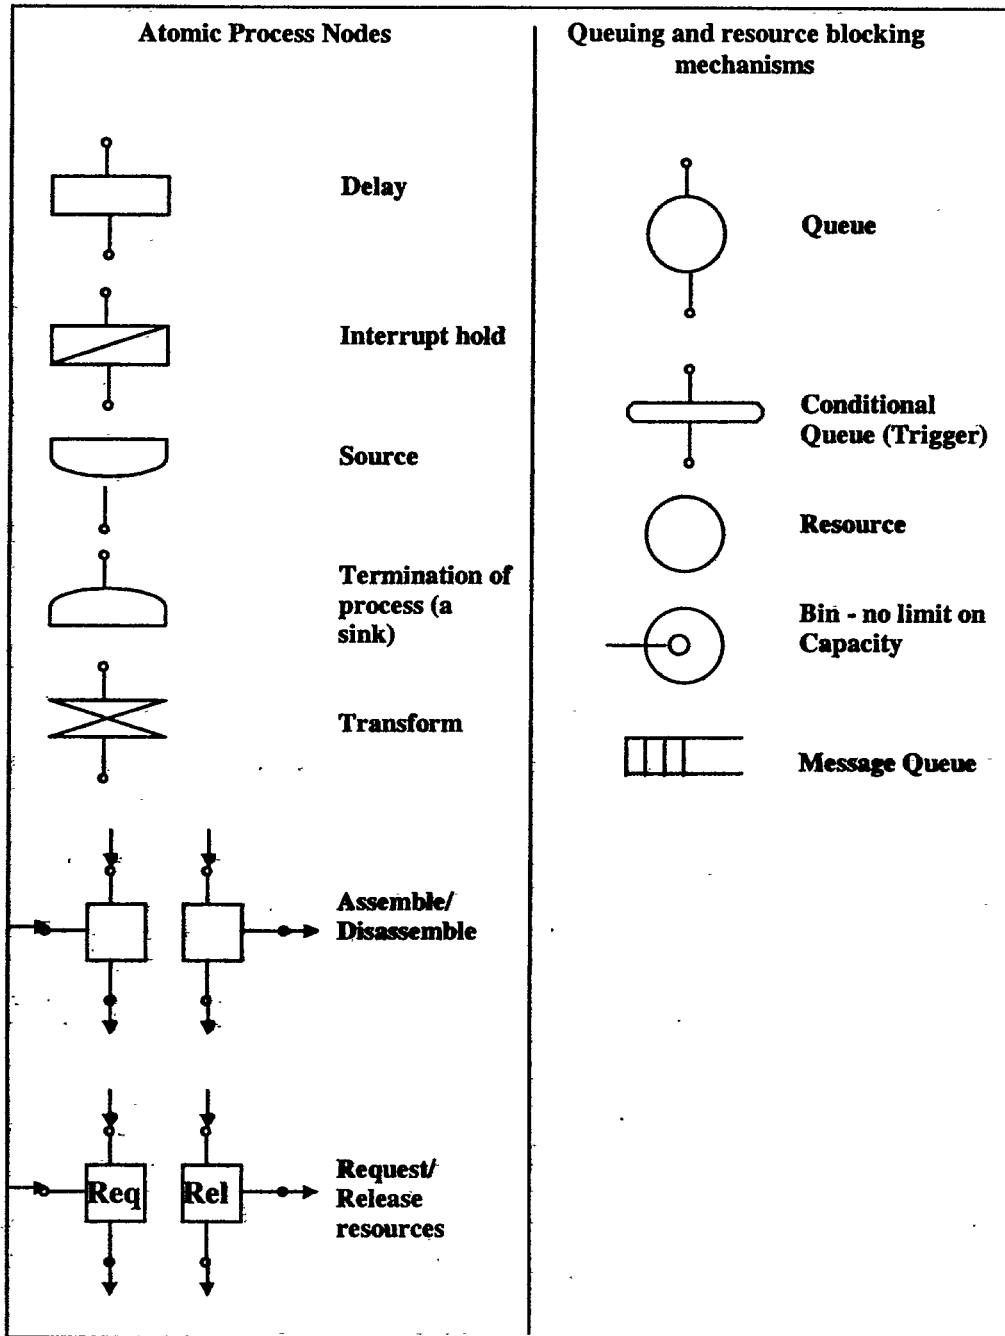 Atomic Process Nodes
Delay
Interrupt hold
Source
Termination of
process (a
sink)
Transform
Assemble/
Disassemble
Req
Rel
Request/
Release
resources
Queuing and resource blocking
mechanisms
Queue
Conditional
Queue (Trigger)
Resource
Bin - no limit on
Capacity
Message Queue